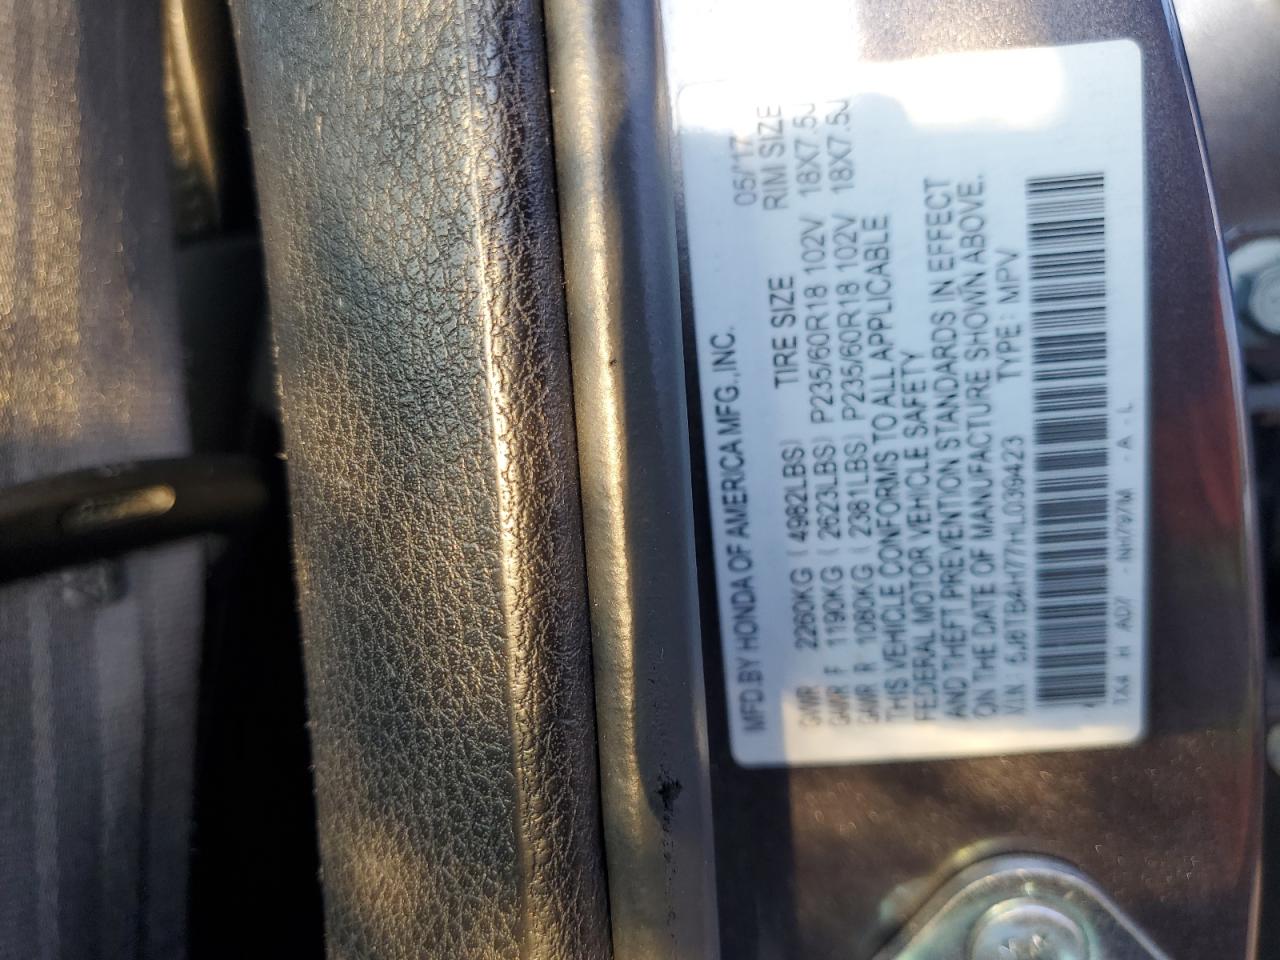 MFD.BY HONDA OF AMERICA MFG.,INC. 05/17
GVWR 2260KG ( 4982LBS) TIRE SIZE RIM SIZE
GAWR F 1190KG ( 2623LBS) P235/60R18 102V 18X7.5J
GAWR R 1080KG ( 2381LBS) P235/60R18 102V 18X7.5J
THIS VEHICLE CONFORMS TO ALL APPLICABLE
FEDERAL MOTOR VEHICLE SAFETY
AND THEFT PREVENTION STANDARDS IN EFFECT
ON THE DATE OF MANUFACTURE SHOWN ABOVE.
V.I.N.: 5J8TB4H77HL039423 TYPE: MPV
TX4 H AD7 -NH797M -A-L